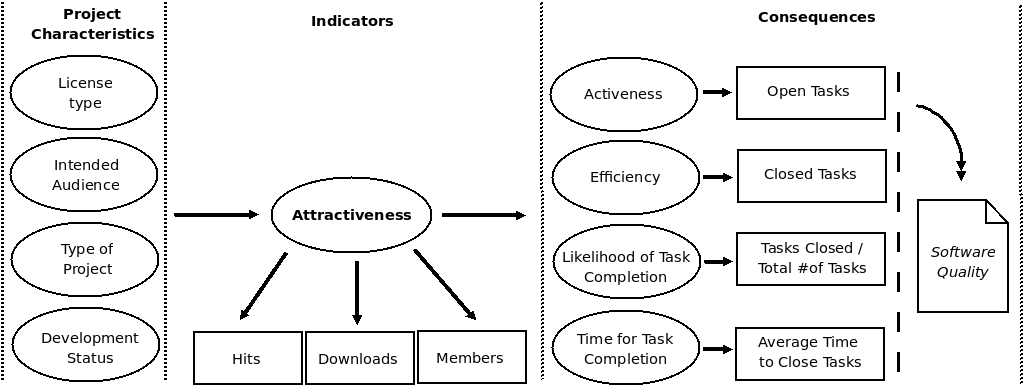 Project
Characteristics
License
type
Intended
Audience
Type of
Project
Development
Status
Indicators
Attractiveness
Hits
Downloads
Members
Consequences
Activeness
Open Tasks
Efficiency
Closed Tasks
Likelihood of Task
Completion
Tasks Closed /
Total #of Tasks
Time for Task
Completion
Average Time
to Close Tasks
Software
Quality